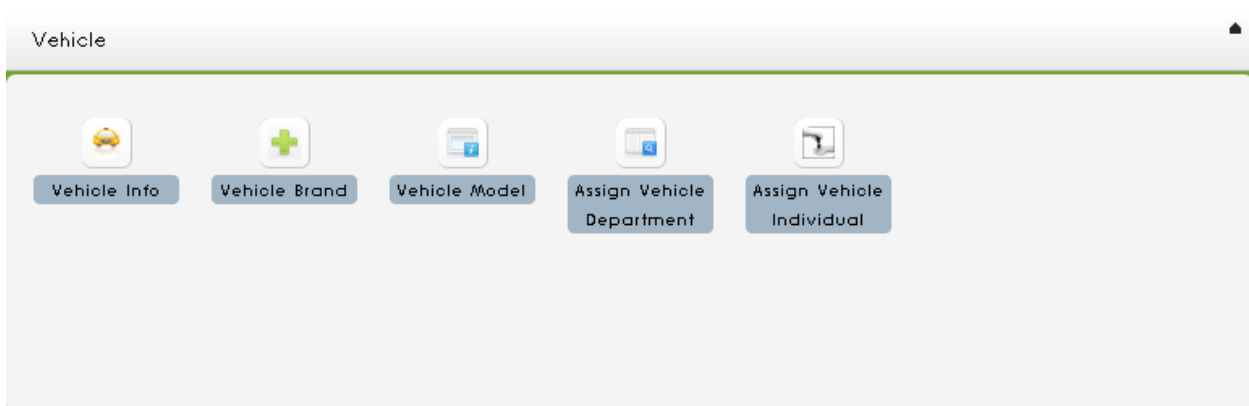 Vehicle
Vehicle Info
Vehicle Brand
Vehicle Model
Assign Vehicle
Department
Assign Vehicle
Individual